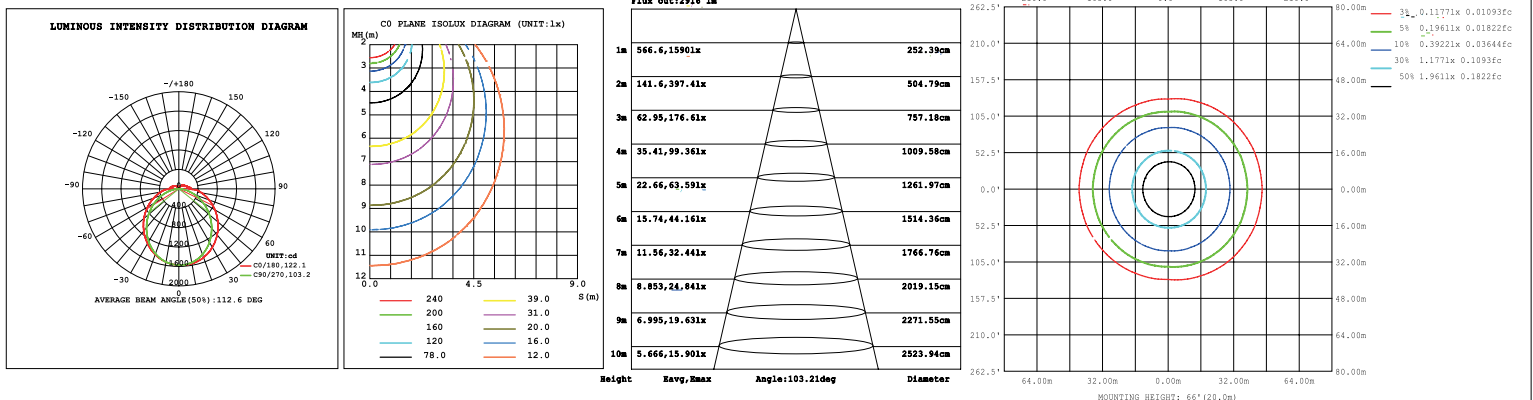 LUMINOUS INTENSITY DISTRIBUTION DIAGRAM
-/+180
-150
150
-120
120
-90
90
-60
60
-30
30
0
0
400
800
1200
1600
2000
UNIT:cd
C0/180,122.1
C90/270,103.2
AVERAGE BEAM ANGLE(50%):112.6 DEG
C0 PLANE ISOLUX DIAGRAM (UNIT:lx)
MH(m)
2
3
4
5
6
7
8
9
10
11
12
0.0
4.5
9.0
S(m)
240
39.0
200
31.0
160
20.0
120
16.0
78.0
12.0
Flux out:2916 lm
1m 566.6,1590lx 252.39cm
2m 141.6,397.4lx 504.79cm
3m 62.95,176.6lx 757.18cm
4m 35.41,99.36lx 1009.58cm
5m 22.66,63.59lx 1261.97cm
6m 15.74,44.16lx 1514.36cm
7m 11.56,32.44lx 1766.76cm
8m 8.853,24.84lx 2019.15cm
9m 6.995,19.63lx 2271.55cm
10m 5.666,15.90lx 2523.94cm
Height Eavg,Emax Angle:103.21deg Diameter
262.5' 80.00m
210.0' 64.00m
157.5' 48.00m
105.0' 32.00m
52.5' 16.00m
0.0' 0.00m
52.5' 16.00m
105.0' 32.00m
157.5' 48.00m
210.0' 64.00m
262.5' 80.00m
64.00m 32.00m 0.00m 32.00m 64.00m
MOUNTING HEIGHT: 66'(20.0m)
3% 0.1177lx 0.01093fc
5% 0.1961lx 0.01822fc
10% 0.3922lx 0.03644fc
30% 1.177lx 0.1093fc
50% 1.961lx 0.1822fc